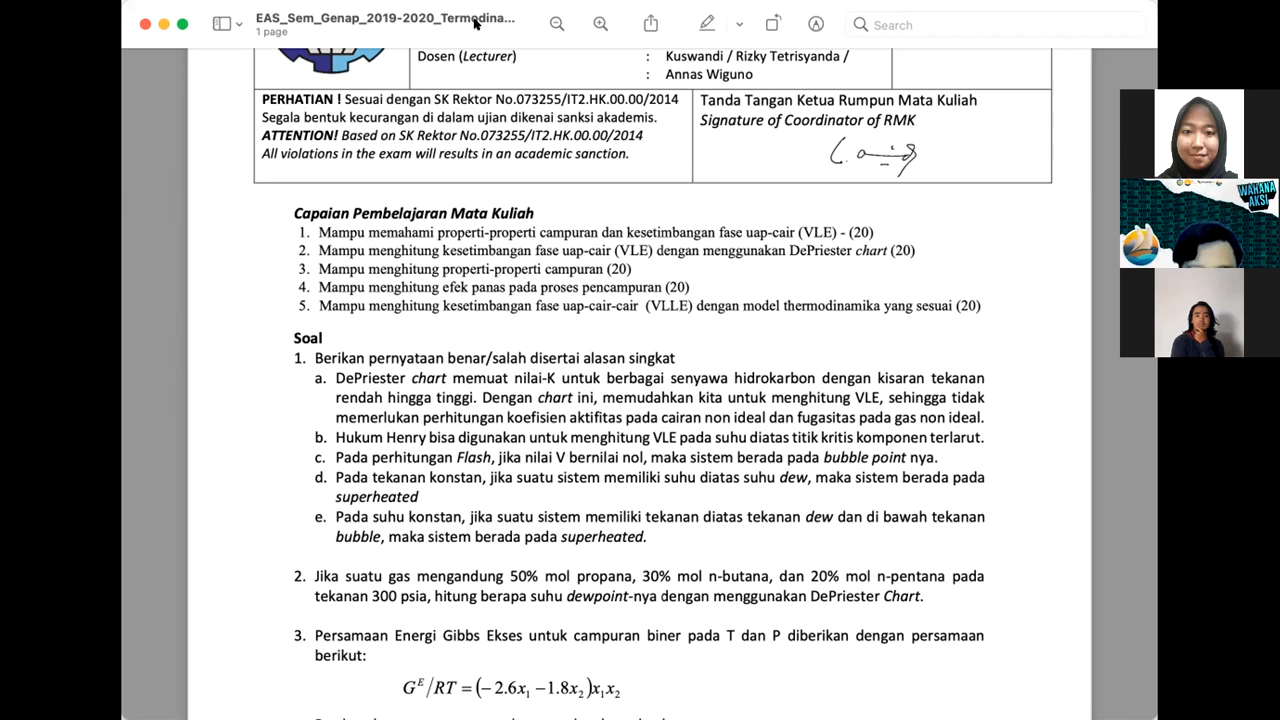 EAS_Sem_Genap_2019-2020_Termodina...
1 page
Search
Dosen (Lecturer) : Kuswandi / Rizky Tetrisyanda /
: Annas Wiguno
PERHATIAN ! Sesuai dengan SK Rektor No.073255/IT2.HK.00.00/2014
Segala bentuk kecurangan di dalam ujian dikenai sanksi akademis.
ATTENTION! Based on SK Rektor No.073255/IT2.HK.00.00/2014
All violations in the exam will results in an academic sanction.
Tanda Tangan Ketua Rumpun Mata Kuliah
Signature of Coordinator of RMK
Capaian Pembelajaran Mata Kuliah
1. Mampu memahami properti-properti campuran dan kesetimbangan fase uap-cair (VLE) - (20)
2. Mampu menghitung kesetimbangan fase uap-cair (VLE) dengan menggunakan DePriester chart (20)
3. Mampu menghitung properti-properti campuran (20)
4. Mampu menghitung efek panas pada proses pencampuran (20)
5. Mampu menghitung kesetimbangan fase uap-cair-cair (VLLE) dengan model thermodinamika yang sesuai (20)
Soal
1. Berikan pernyataan benar/salah disertai alasan singkat
a. DePriester chart memuat nilai-K untuk berbagai senyawa hidrokarbon dengan kisaran tekanan
rendah hingga tinggi. Dengan chart ini, memudahkan kita untuk menghitung VLE, sehingga tidak
memerlukan perhitungan koefisien aktifitas pada cairan non ideal dan fugasitas pada gas non ideal.
b. Hukum Henry bisa digunakan untuk menghitung VLE pada suhu diatas titik kritis komponen terlarut.
c. Pada perhitungan Flash, jika nilai V bernilai nol, maka sistem berada pada bubble point nya.
d. Pada tekanan konstan, jika suatu sistem memiliki suhu diatas suhu dew, maka sistem berada pada
superheated
e. Pada suhu konstan, jika suatu sistem memiliki tekanan diatas tekanan dew dan di bawah tekanan
bubble, maka sistem berada pada superheated.
2. Jika suatu gas mengandung 50% mol propana, 30% mol n-butana, dan 20% mol n-pentana pada
tekanan 300 psia, hitung berapa suhu dewpoint-nya dengan menggunakan DePriester Chart.
3. Persamaan Energi Gibbs Ekses untuk campuran biner pada T dan P diberikan dengan persamaan
berikut:
G^E/RT = (− 2.6x₁ − 1.8x₂)x₁x₂
WAHANA
AKSI